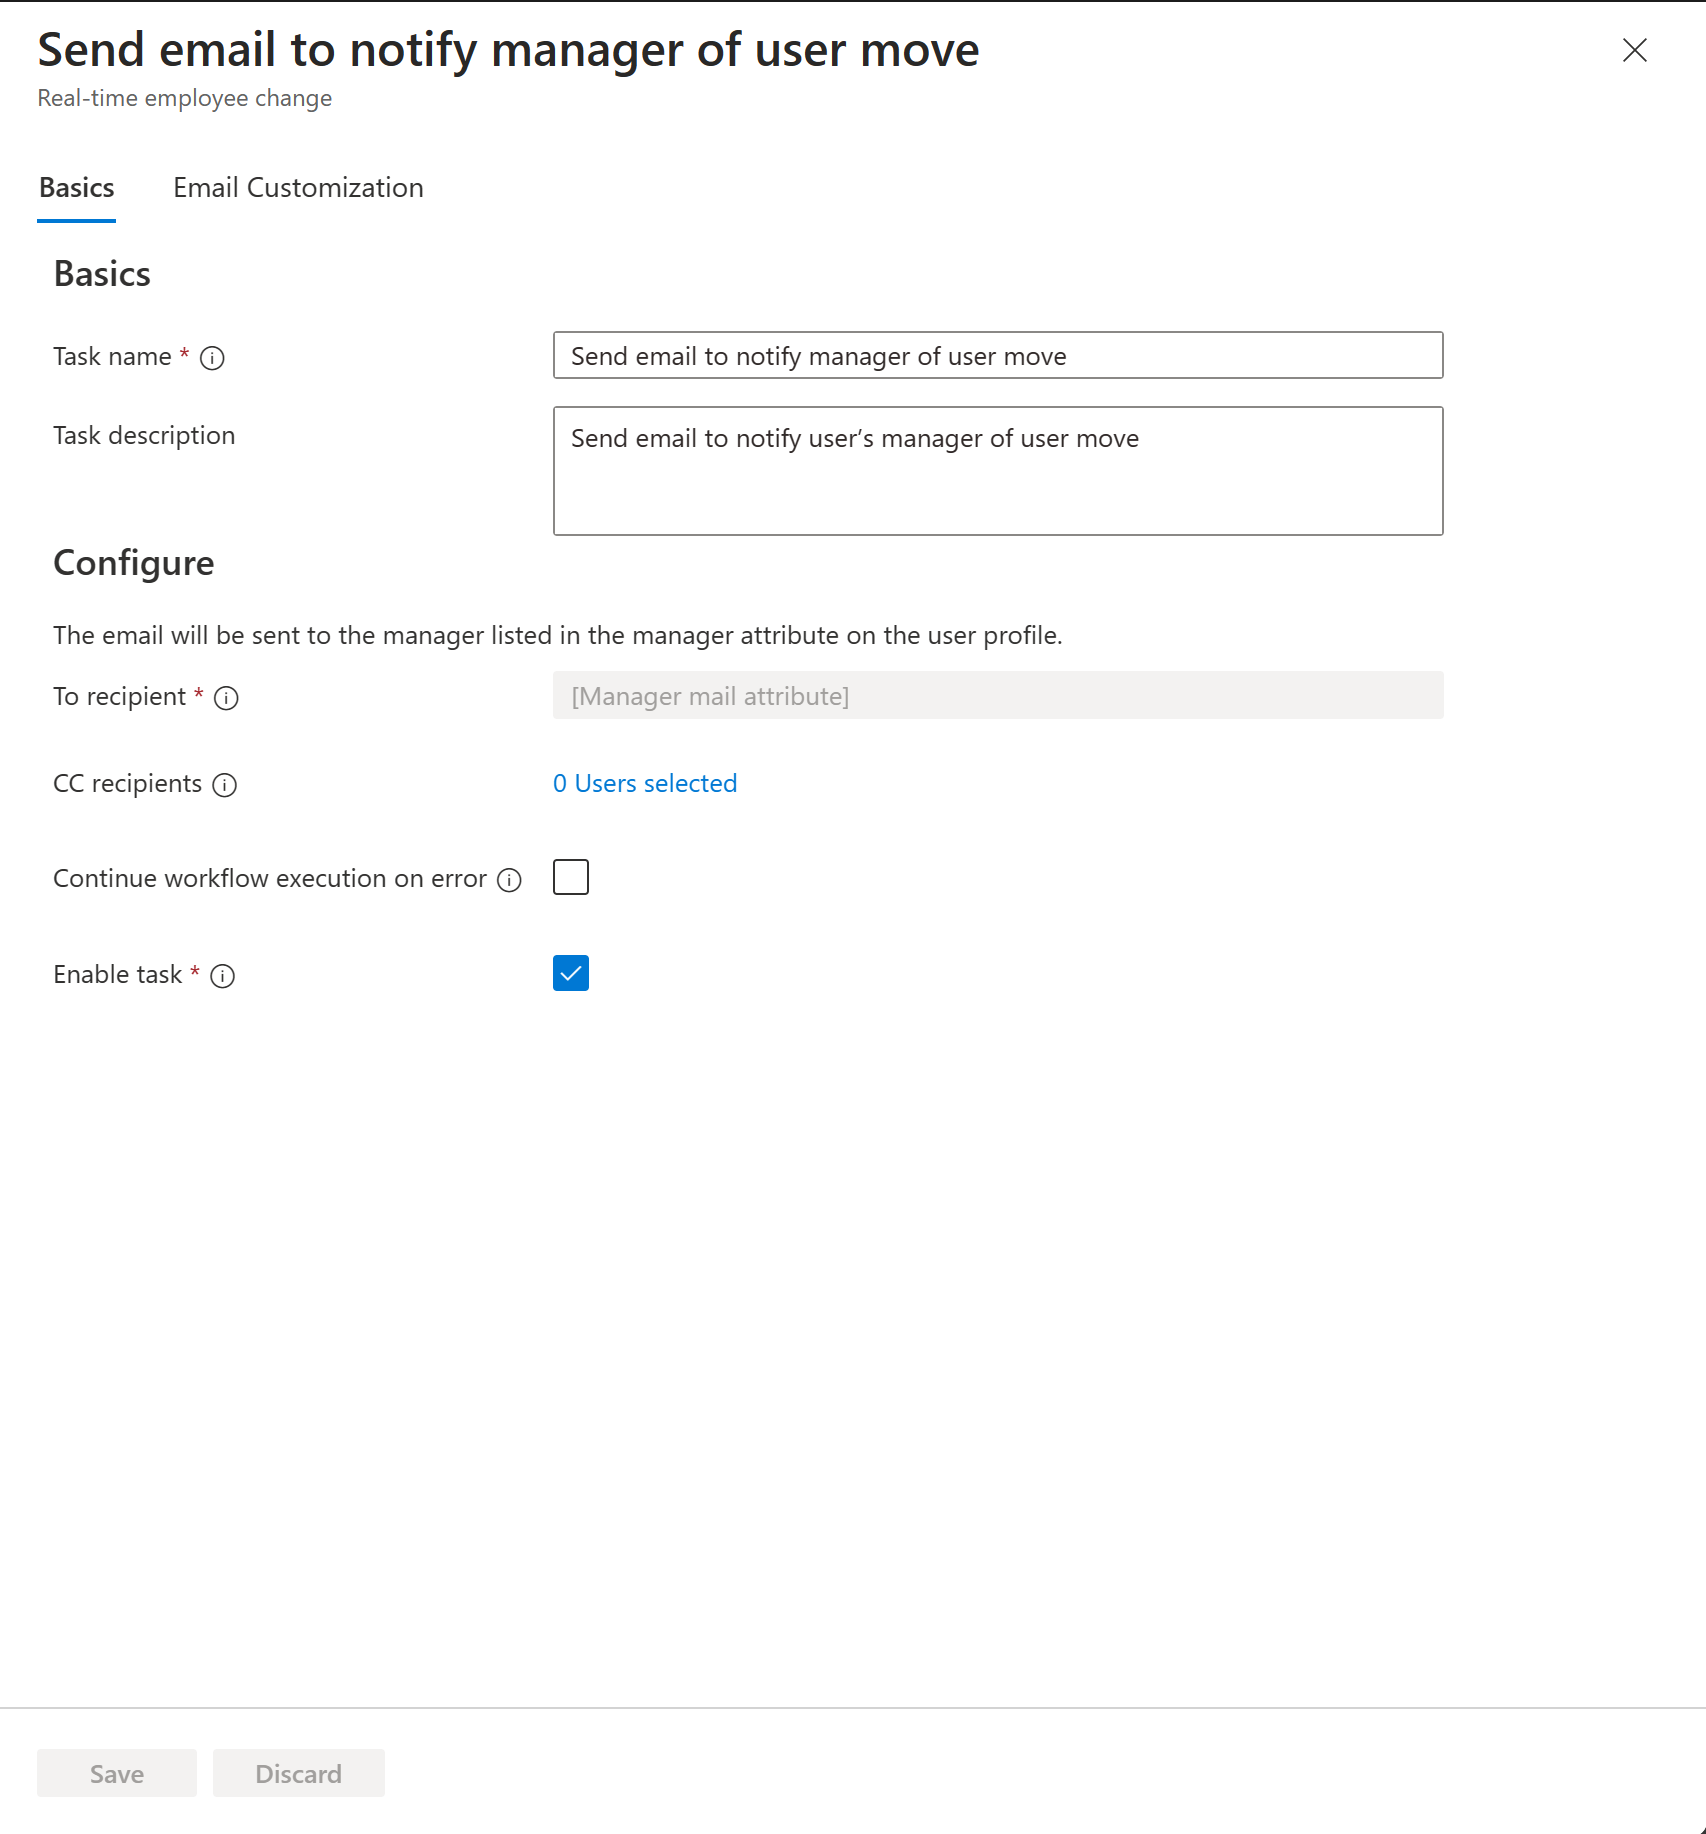 Send email to notify manager of user move
Real-time employee change
Basics
Email Customization
Basics
Task name *
Send email to notify manager of user move
Task description
Send email to notify user’s manager of user move
Configure
The email will be sent to the manager listed in the manager attribute on the user profile.
To recipient *
[Manager mail attribute]
CC recipients
0 Users selected
Continue workflow execution on error
Enable task *
Save
Discard